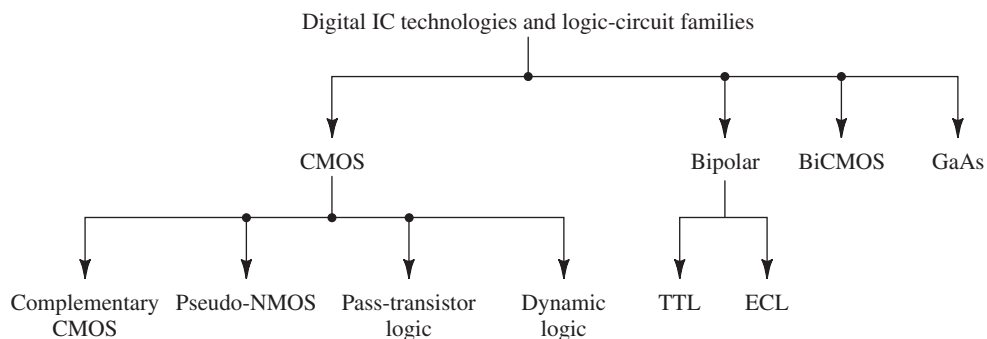 Digital IC technologies and logic-circuit families
CMOS
Bipolar
BiCMOS
GaAs
Complementary
CMOS
Pseudo-NMOS
Pass-transistor
logic
Dynamic
logic
TTL
ECL